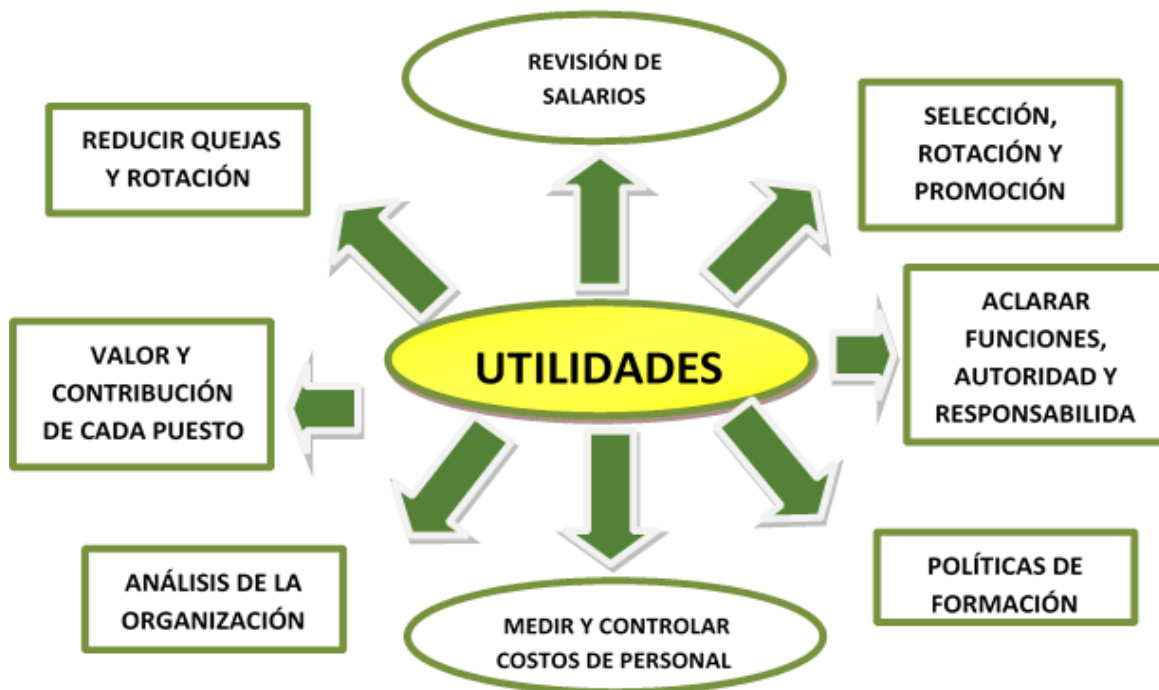 REVISIÓN DE
SALARIOS
REDUCIR QUEJAS
Y ROTACIÓN
SELECCIÓN,
ROTACIÓN Y
PROMOCIÓN
UTILIDADES
VALOR Y
CONTRIBUCIÓN
DE CADA PUESTO
ACLARAR
FUNCIONES,
AUTORIDAD Y
RESPONSABILIDA
ANÁLISIS DE LA
ORGANIZACIÓN
MEDIR Y CONTROLAR
COSTOS DE PERSONAL
POLÍTICAS DE
FORMACIÓN